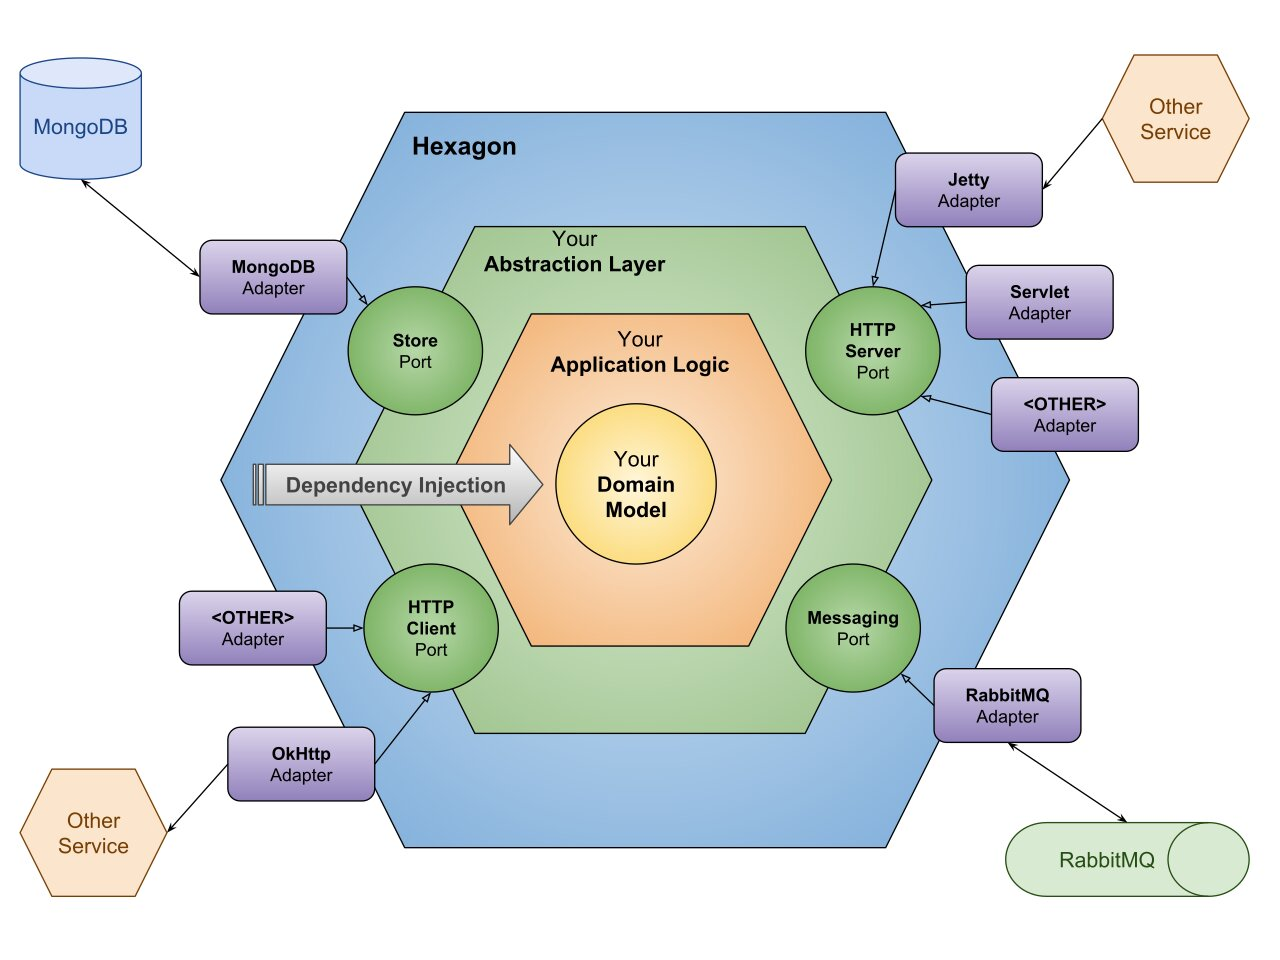 MongoDB
Other
Service
Hexagon
Jetty
Adapter
Your
Abstraction Layer
MongoDB
Adapter
Servlet
Adapter
Store
Port
Your
Application Logic
HTTP
Server
Port
<OTHER>
Adapter
Your
Domain
Model
Dependency Injection
<OTHER>
Adapter
HTTP
Client
Port
Messaging
Port
RabbitMQ
Adapter
OkHttp
Adapter
Other
Service
RabbitMQ